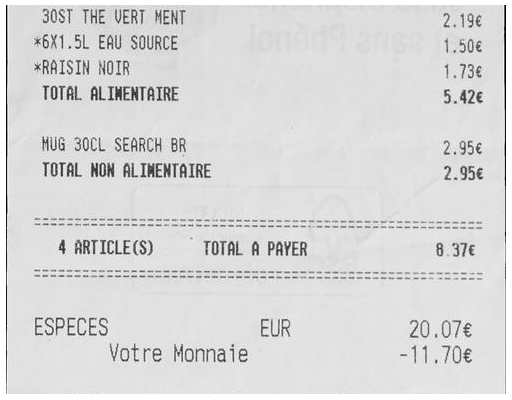 30ST THE VERT MENT 2.19€
*6X1.5L EAU SOURCE 1.50€
*RAISIN NOIR 1.73€
TOTAL ALIMENTAIRE 5.42€
MUG 30CL SEARCH BR 2.95€
TOTAL NON ALIMENTAIRE 2.95€
4 ARTICLE(S) TOTAL A PAYER 8.37€
ESPECES EUR 20.07€
Votre Monnaie -11.70€